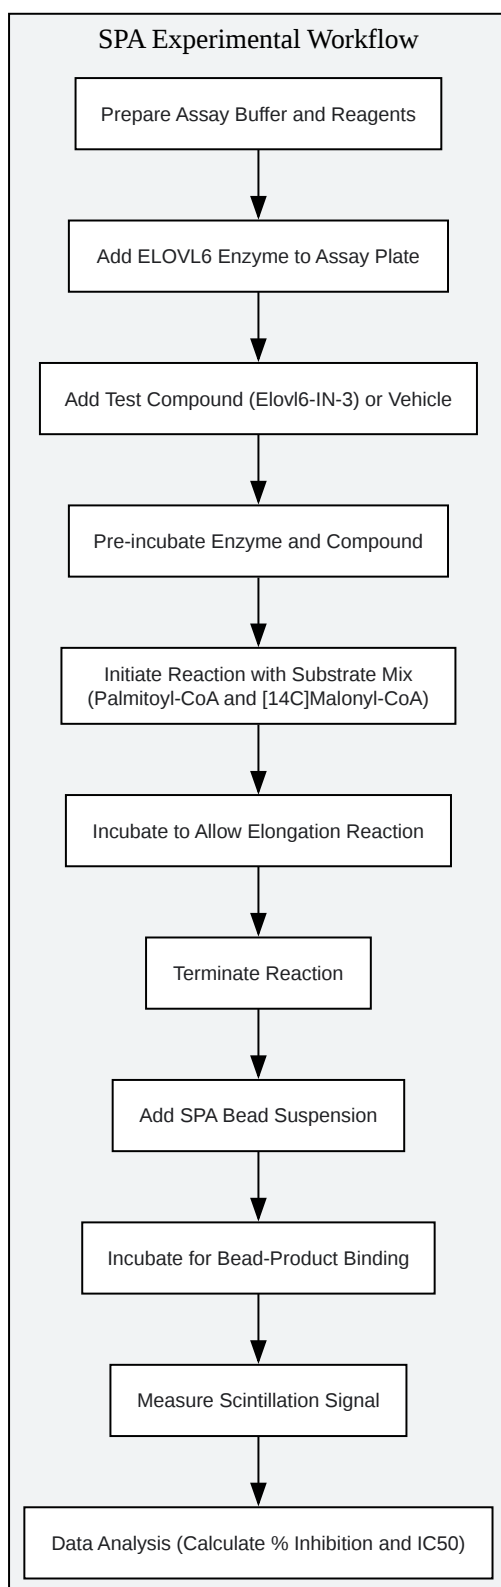 SPA Experimental Workflow
Prepare Assay Buffer and Reagents
Add ELOVL6 Enzyme to Assay Plate
Add Test Compound (Elovl6-IN-3) or Vehicle
Pre-incubate Enzyme and Compound
Initiate Reaction with Substrate Mix
(Palmitoyl-CoA and [14C]Malonyl-CoA)
Incubate to Allow Elongation Reaction
Terminate Reaction
Add SPA Bead Suspension
Incubate for Bead-Product Binding
Measure Scintillation Signal
Data Analysis (Calculate % Inhibition and IC50)